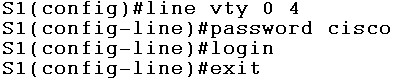 S1(config)#line vty 0 4
S1(config-line)#password cisco
S1(config-line)#login
S1(config-line)#exit